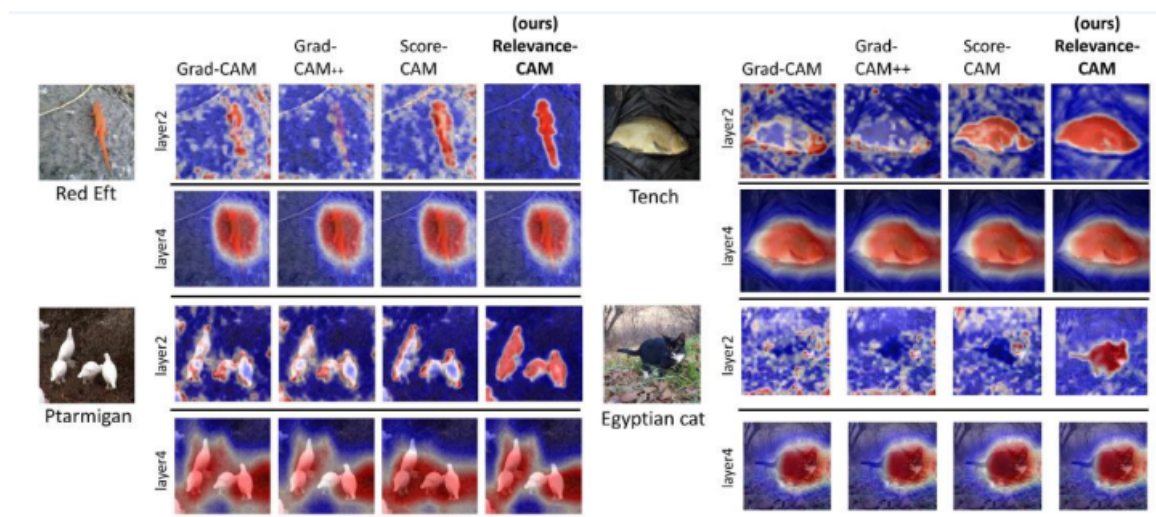 Grad-CAM
Grad-
CAM++
Score-
CAM
(ours)
Relevance-
CAM
layer2
Red Eft
layer4
layer2
Ptarmigan
layer4
Grad-CAM
Grad-
CAM++
Score-
CAM
(ours)
Relevance-
CAM
layer2
Tench
layer4
layer2
Egyptian cat
layer4